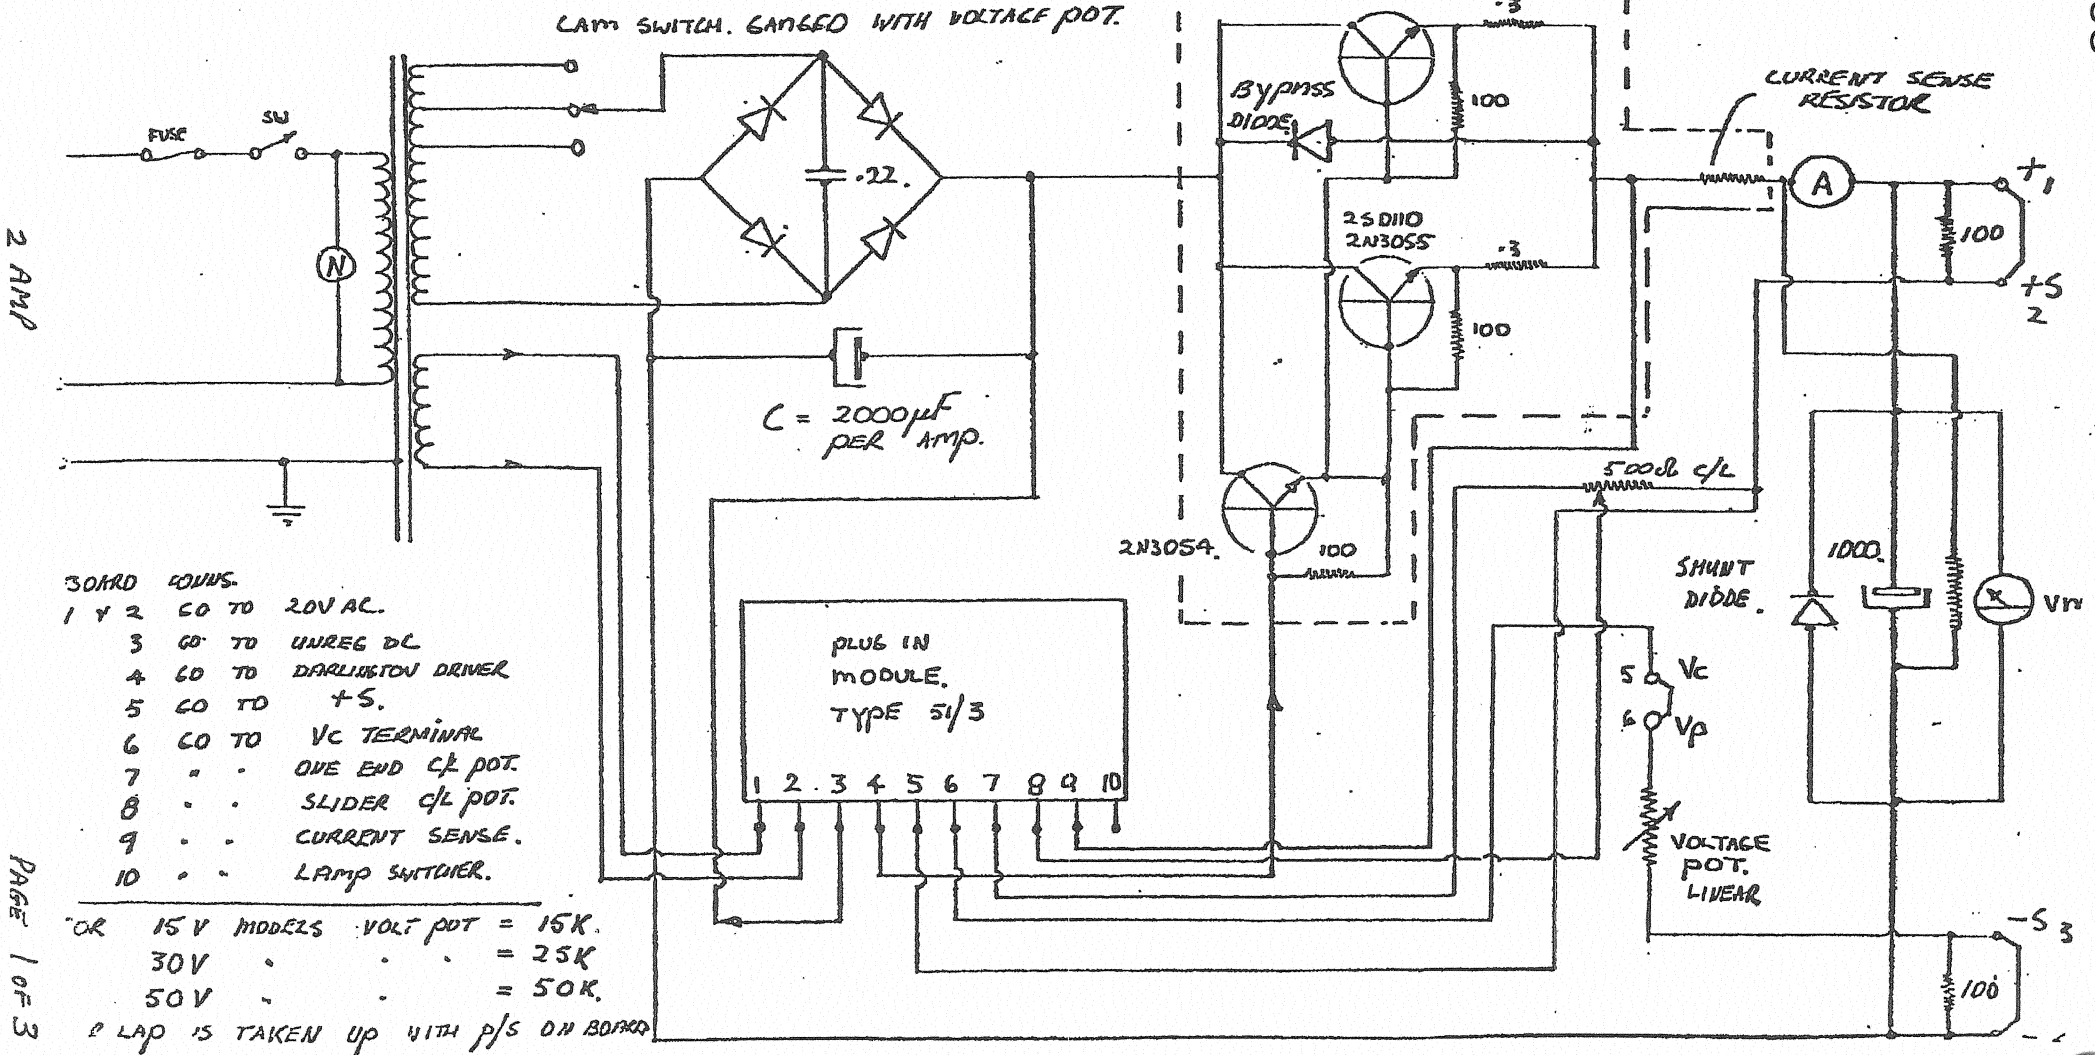 CAM SWITCH. GANGED WITH VOLTAGE POT.
FUSE
SW
N
.22.
C = 2000µF
PER AMP.
2 AMP
PAGE 1 OF 3
BYPASS
DIODE
.3
100
2SD110
2N3055
.3
100
2N3054.
100
CURRENT SENSE
RESISTOR
A
+,
100
+S
2
500Ω C/L
SHUNT
DIODE.
1000.
5 Vc
6 Vp
VOLTAGE
POT.
LINEAR
-S 3
100
PLUG IN
MODULE.
TYPE 51/3
1 2. 3 4 5 6 7 8 9 10
BOARD CONNS.
1 & 2 GO TO 20V AC.
3 GO TO UNREG DC
4 GO TO DARLINGTON DRIVER
5 GO TO +S.
6 GO TO VC TERMINAL
7 " " ONE END C/L POT.
8 " " SLIDER C/L POT.
9 " " CURRENT SENSE.
10 " " LAMP SWITCHER.
OR 15V MODELS VOLT POT = 15K.
30V " " " = 25K
50V " " = 50K.
LAP IS TAKEN UP WITH P/S ON BOARD